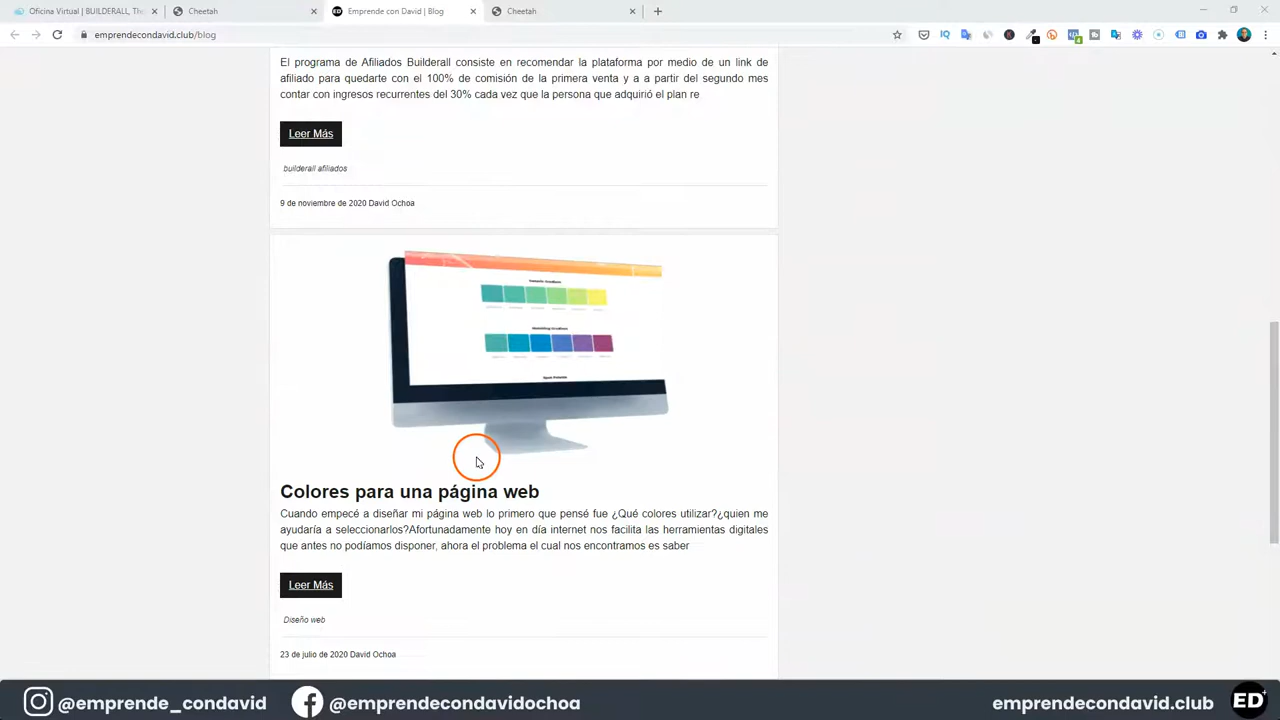 Oficina Virtual | BUILDERALL, Th
Cheetah
ED
Emprende con David | Blog
Cheetah
emprendecondavid.club/blog
El programa de Afiliados Builderall consiste en recomendar la plataforma por medio de un link de
afiliado para quedarte con el 100% de comisión de la primera venta y a a partir del segundo mes
contar con ingresos recurrentes del 30% cada vez que la persona que adquirió el plan re
Leer Más
builderall afiliados
9 de noviembre de 2020 David Ochoa
Colores para una página web
Cuando empecé a diseñar mi página web lo primero que pensé fue ¿Qué colores utilizar?¿quien me
ayudaría a seleccionarlos?Afortunadamente hoy en día internet nos facilita las herramientas digitales
que antes no podíamos disponer, ahora el problema el cual nos encontramos es saber
Leer Más
Diseño web
23 de julio de 2020 David Ochoa
@emprende_condavid
@emprendecondavidochoa
emprendecondavid.club
ED+